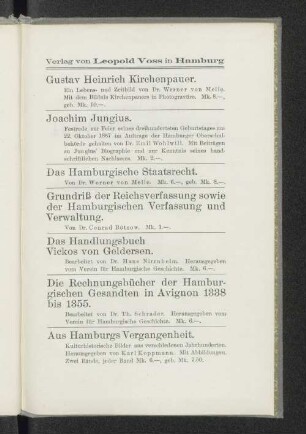 Verlag von Leopold Voss in Hamburg
Gustav Heinrich Kirchenpauer.
Ein Lebens- und Zeitbild von Dr. Werner von Melle.
Mit dem Bildnis Kirchenpauers in Photogravüre. Mk. 8.—,
geb. Mk. 10.—.
Joachim Jungius.
Festrede zur Feier seines dreihundertsten Geburtstages am
22. Oktober 1887 im Auftrage der Hamburger Oberschul-
behörde gehalten von Dr. Emil Wohlwill. Mit Beiträgen
zu Jungius' Biographie und zur Kenntnis seines hand-
schriftlichen Nachlasses. Mk. 2.—.
Das Hamburgische Staatsrecht.
Von Dr. Werner von Melle. Mk. 6.—, geb. Mk. 8.—.
Grundriß der Reichsverfassung sowie
der Hamburgischen Verfassung und
Verwaltung.
Von Dr. Conrad Bötzow. Mk. 1.—.
Das Handlungsbuch
Vickos von Geldersen.
Bearbeitet von Dr. Hans Nirrnheim. Herausgegeben
vom Verein für Hamburgische Geschichte. Mk. 6.—.
Die Rechnungsbücher der Hambur-
gischen Gesandten in Avignon 1338
bis 1355.
Bearbeitet von Dr. Th. Schrader. Herausgegeben vom
Verein für Hamburgische Geschichte. Mk. 6.—.
Aus Hamburgs Vergangenheit.
Kulturhistorische Bilder aus verschiedenen Jahrhunderten.
Herausgegeben von Karl Koppmann. Mit Abbildungen.
Zwei Bände, jeder Band Mk. 6.—, geb. Mk. 7.50.